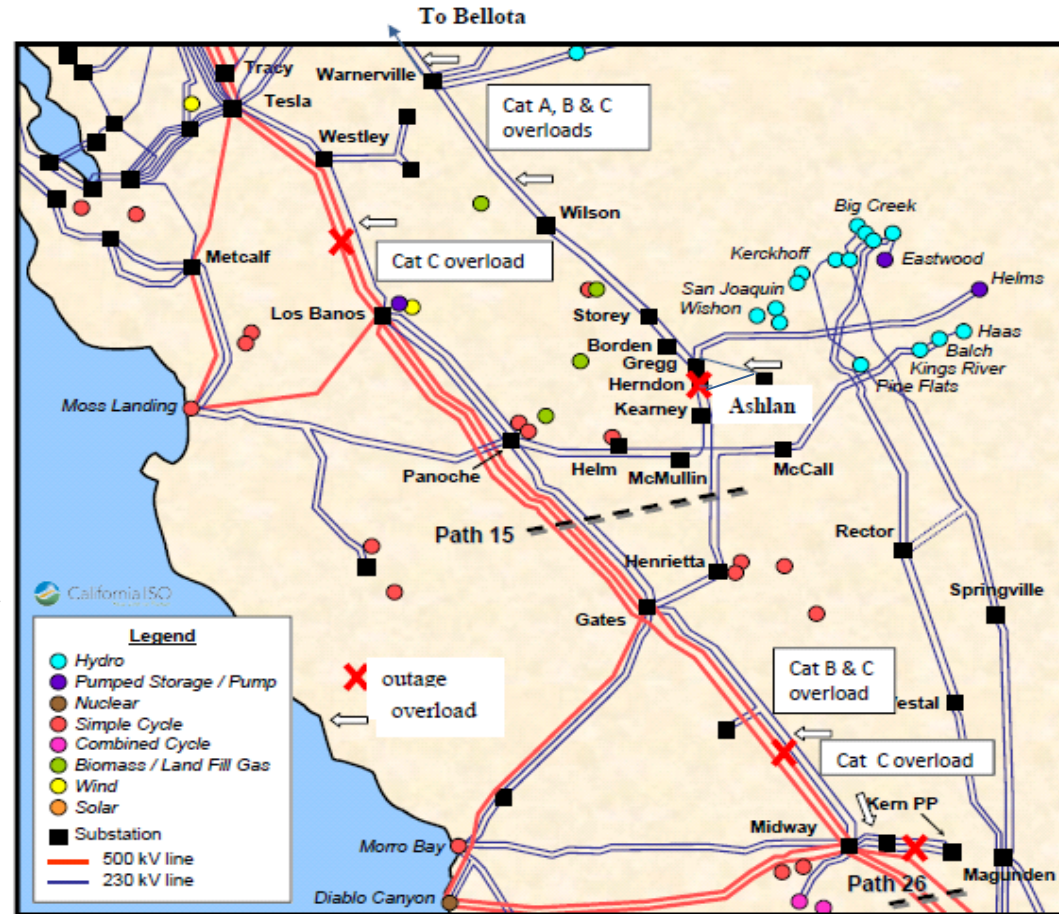 To Bellota
Warnerville
Tracy
Tesla
Cat A, B & C
overloads
Westley
Wilson
Big Creek
Kerckhoff
Eastwood
Metcalf
Cat C overload
San Joaquin
Helms
Wishon
Los Banos
Storey
Borden
Haas
Gregg
Balch
Herndon
Kings River
Pine Flats
Moss Landing
Kearney
Ashlan
Panoche
Helm
McMullin
McCall
Path 15
Rector
Henrietta
Springville
California ISO
Gates
Legend
Hydro
Pumped Storage / Pump
Nuclear
Simple Cycle
Combined Cycle
Biomass / Land Fill Gas
Wind
Solar
Substation
500 kV line
230 kV line
outage
overload
Cat B & C
overload
estal
Cat C overload
Kern PP
Midway
Morro Bay
Magunden
Path 26
Diablo Canyon